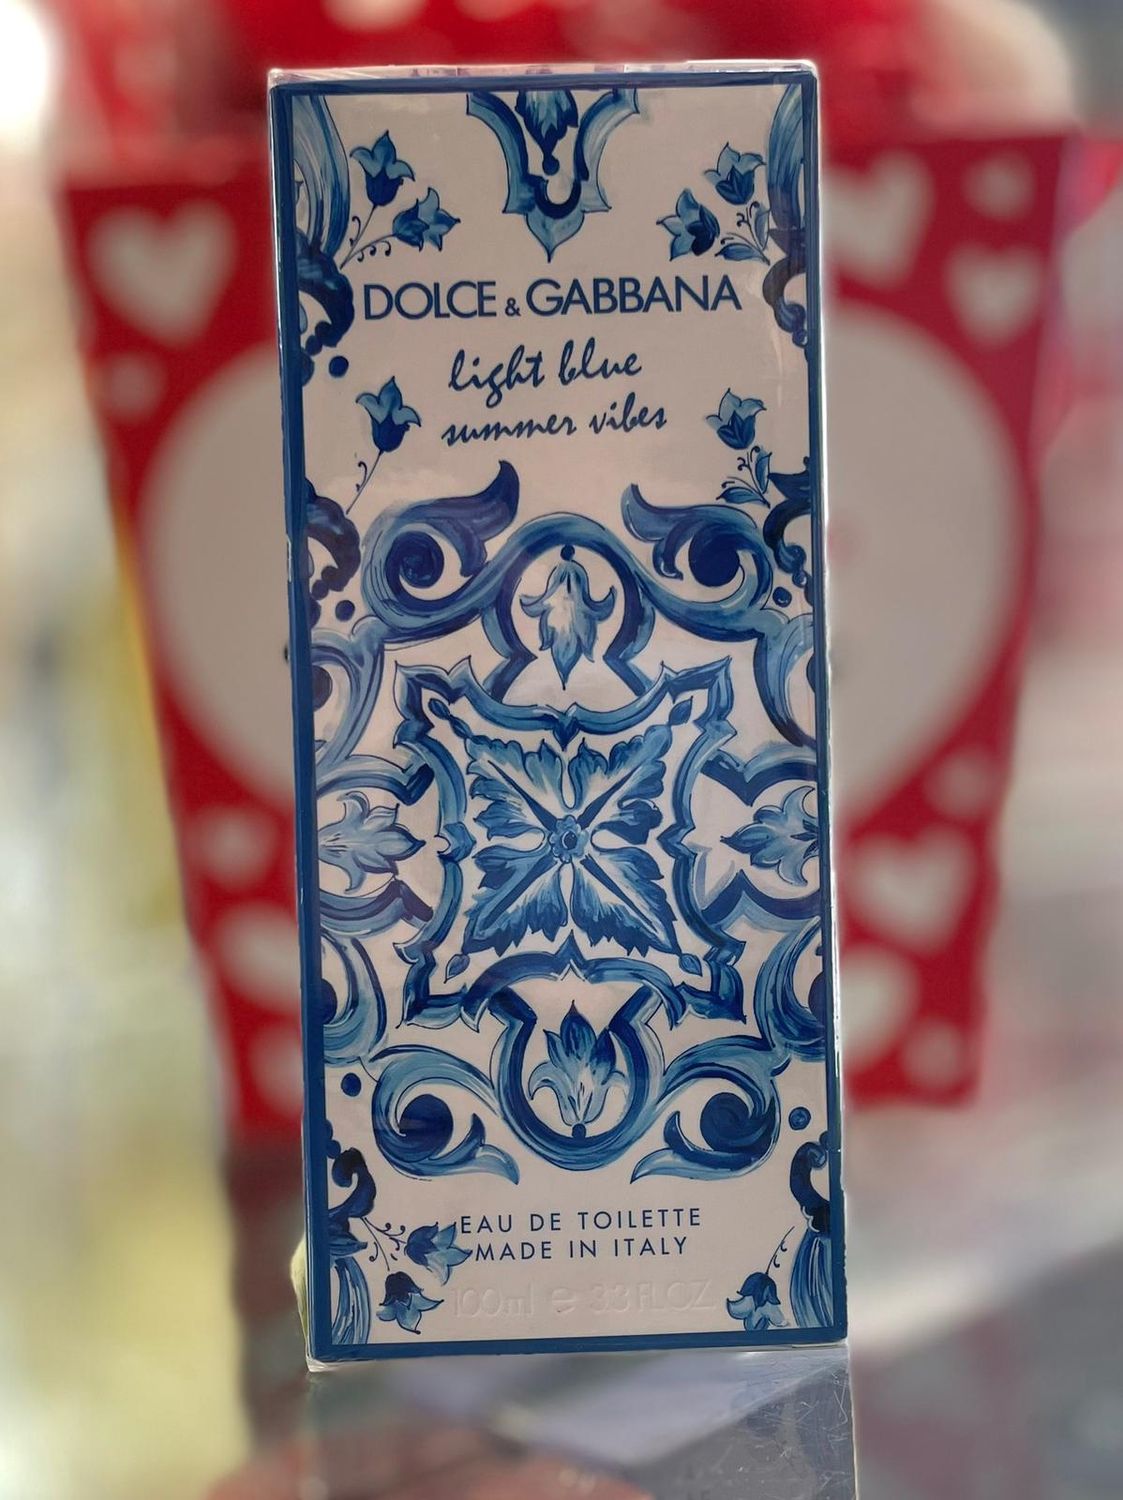 DOLCE & GABBANA
light blue
summer vibes
EAU DE TOILETTE
MADE IN ITALY
100ml e 3.3 FL.OZ.